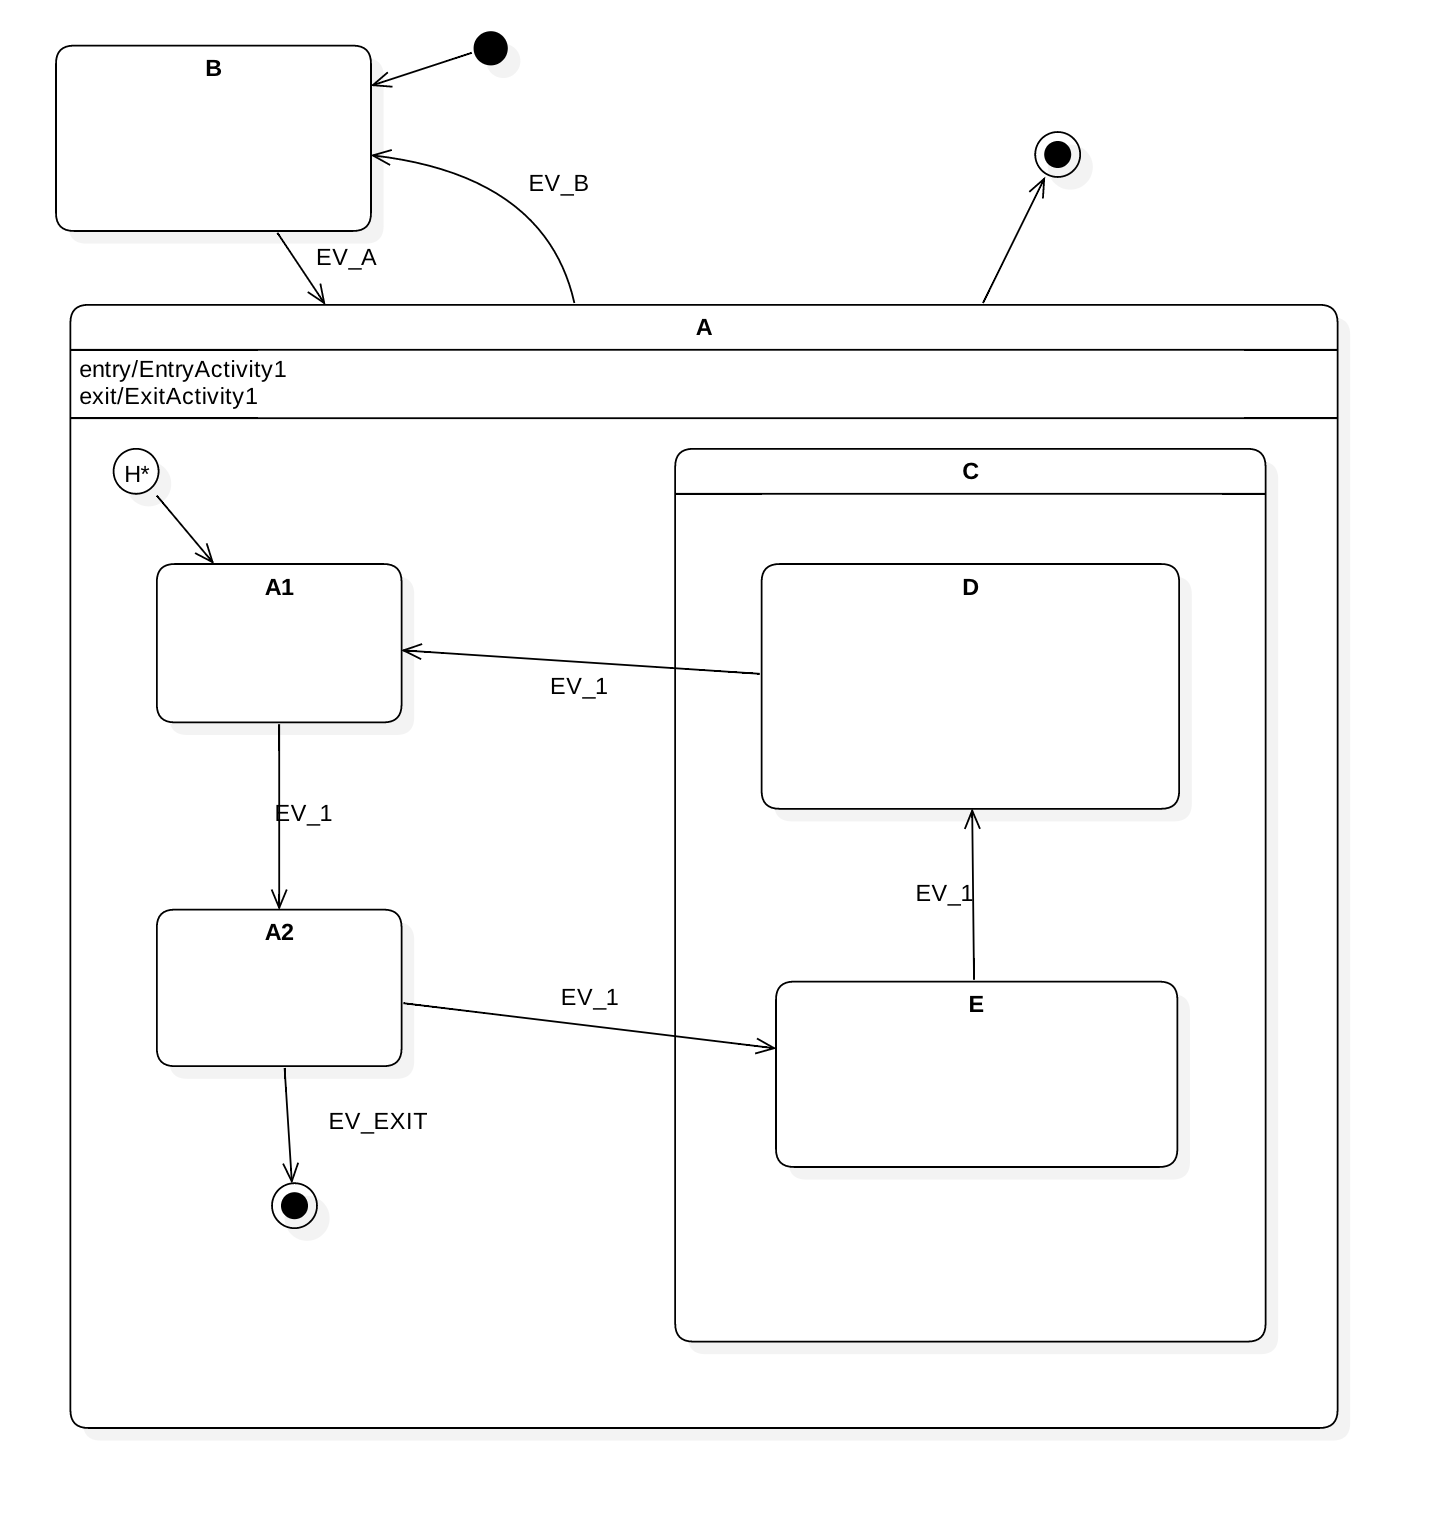 B
EV_B
EV_A
A
entry/EntryActivity1
exit/ExitActivity1
H*
C
A1
D
EV_1
EV_1
EV_1
A2
EV_1
E
EV_EXIT